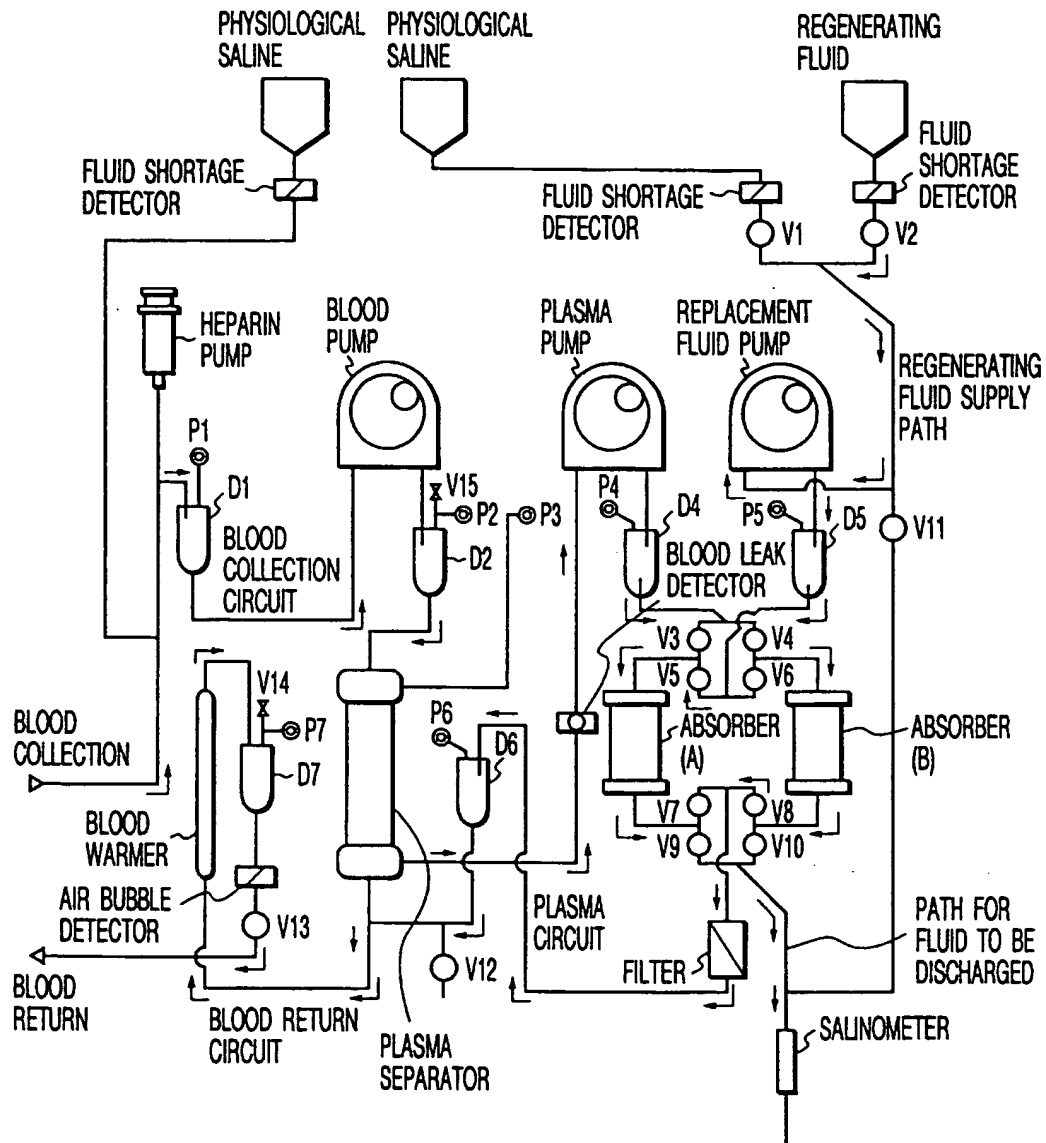 PHYSIOLOGICAL
SALINE
PHYSIOLOGICAL
SALINE
REGENERATING
FLUID
FLUID SHORTAGE
DETECTOR
FLUID SHORTAGE
DETECTOR
FLUID
SHORTAGE
DETECTOR
V1
V2
HEPARIN
PUMP
BLOOD
PUMP
PLASMA
PUMP
REPLACEMENT
FLUID PUMP
REGENERATING
FLUID SUPPLY
PATH
P1
D1
BLOOD
COLLECTION
CIRCUIT
V15
P2
P3
D2
P4
D4
P5
D5
V11
BLOOD LEAK
DETECTOR
V3
V4
V5
V6
BLOOD
COLLECTION
V14
P7
D7
P6
D6
ABSORBER
(A)
ABSORBER
(B)
BLOOD
WARMER
V7
V8
V9
V10
AIR BUBBLE
DETECTOR
V13
V12
PLASMA
CIRCUIT
FILTER
PATH FOR
FLUID TO BE
DISCHARGED
BLOOD
RETURN
BLOOD RETURN
CIRCUIT
PLASMA
SEPARATOR
SALINOMETER